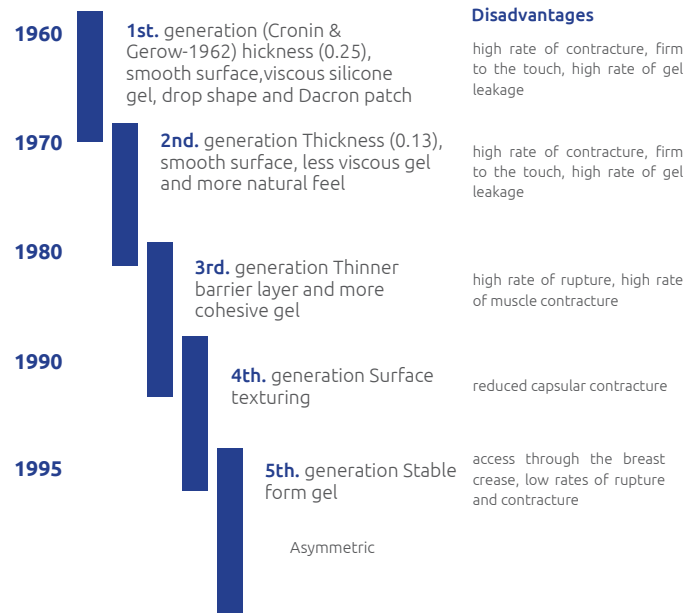 Disadvantages
1960
1st. generation (Cronin &
Gerow-1962) hickness (0.25),
smooth surface,viscous silicone
gel, drop shape and Dacron patch
high rate of contracture, firm
to the touch, high rate of gel
leakage
1970
2nd. generation Thickness (0.13),
smooth surface, less viscous gel
and more natural feel
high rate of contracture, firm
to the touch, high rate of gel
leakage
1980
3rd. generation Thinner
barrier layer and more
cohesive gel
high rate of rupture, high rate
of muscle contracture
1990
4th. generation Surface
texturing
reduced capsular contracture
1995
5th. generation Stable
form gel
access through the breast
crease, low rates of rupture
and contracture
Asymmetric